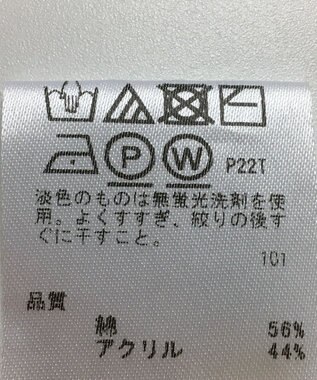 P
W
P22T
淡色のものは無蛍光洗剤を使
用。よくすすぎ、絞りの後す
ぐに干すこと。
101
品質
綿 56%
アクリル 44%